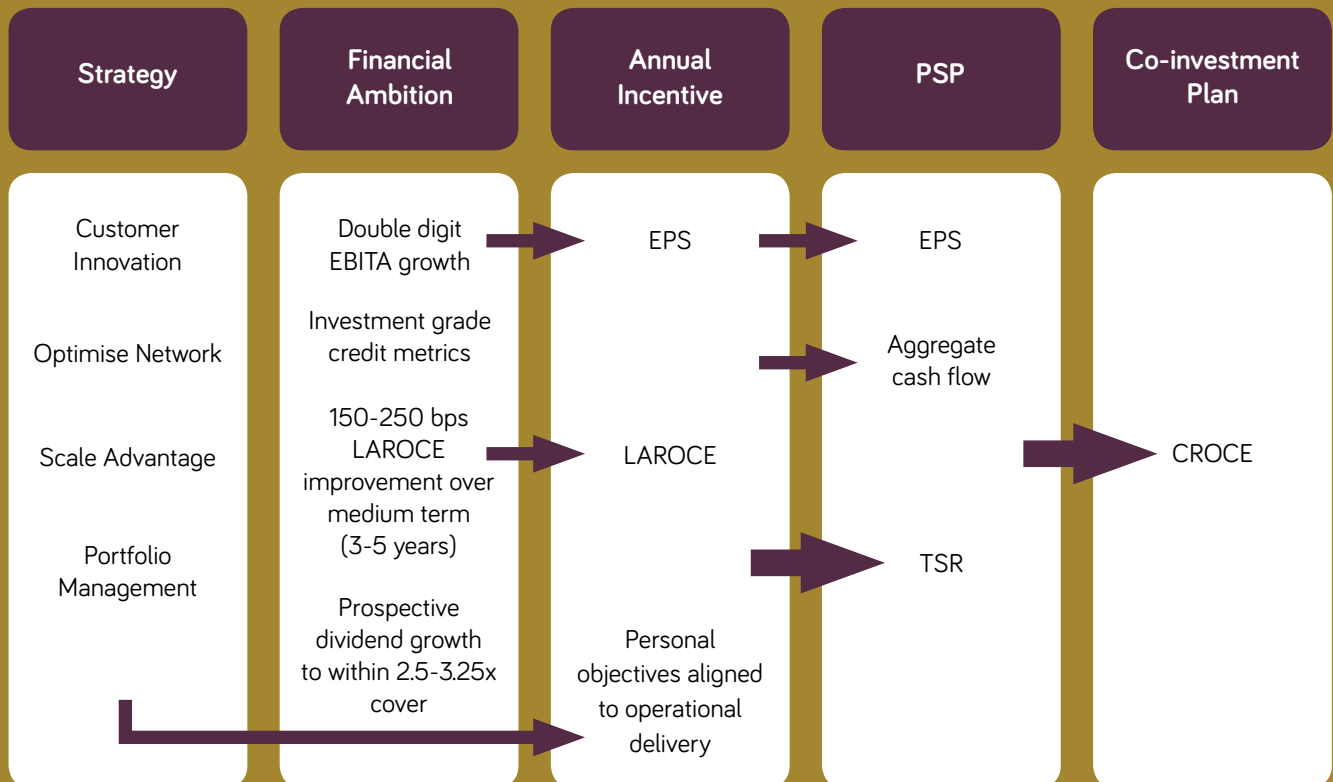 Strategy
Financial
Ambition
Annual
Incentive
PSP
Co-investment
Plan
Customer
Innovation
Optimise Network
Scale Advantage
Portfolio
Management
Double digit
EBITA growth
Investment grade
credit metrics
150-250 bps
LAROCE
improvement over
medium term
(3-5 years)
Prospective
dividend growth
to within 2.5-3.25x
cover
EPS
LAROCE
Personal
objectives aligned
to operational
delivery
EPS
Aggregate
cash flow
TSR
CROCE